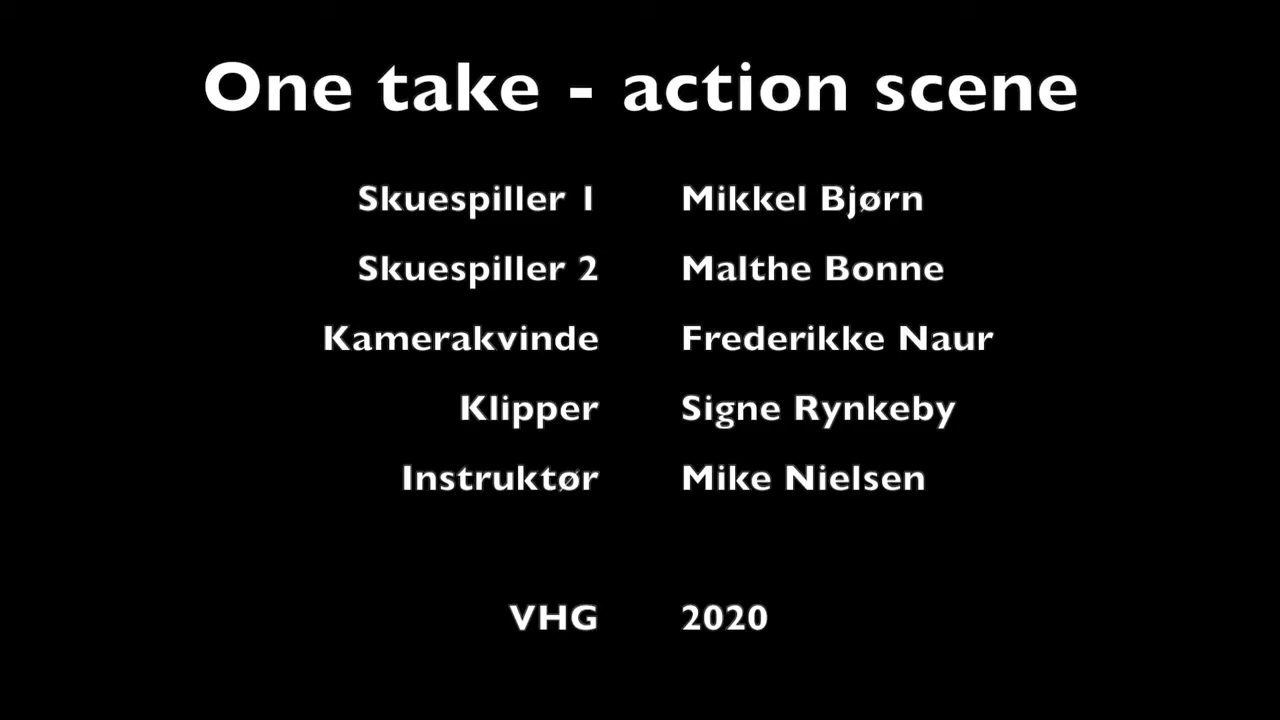 One take - action scene
Skuespiller 1 Mikkel Bjørn
Skuespiller 2 Malthe Bonne
Kamerakvinde Frederikke Naur
Klipper Signe Rynkeby
Instruktør Mike Nielsen
VHG 2020